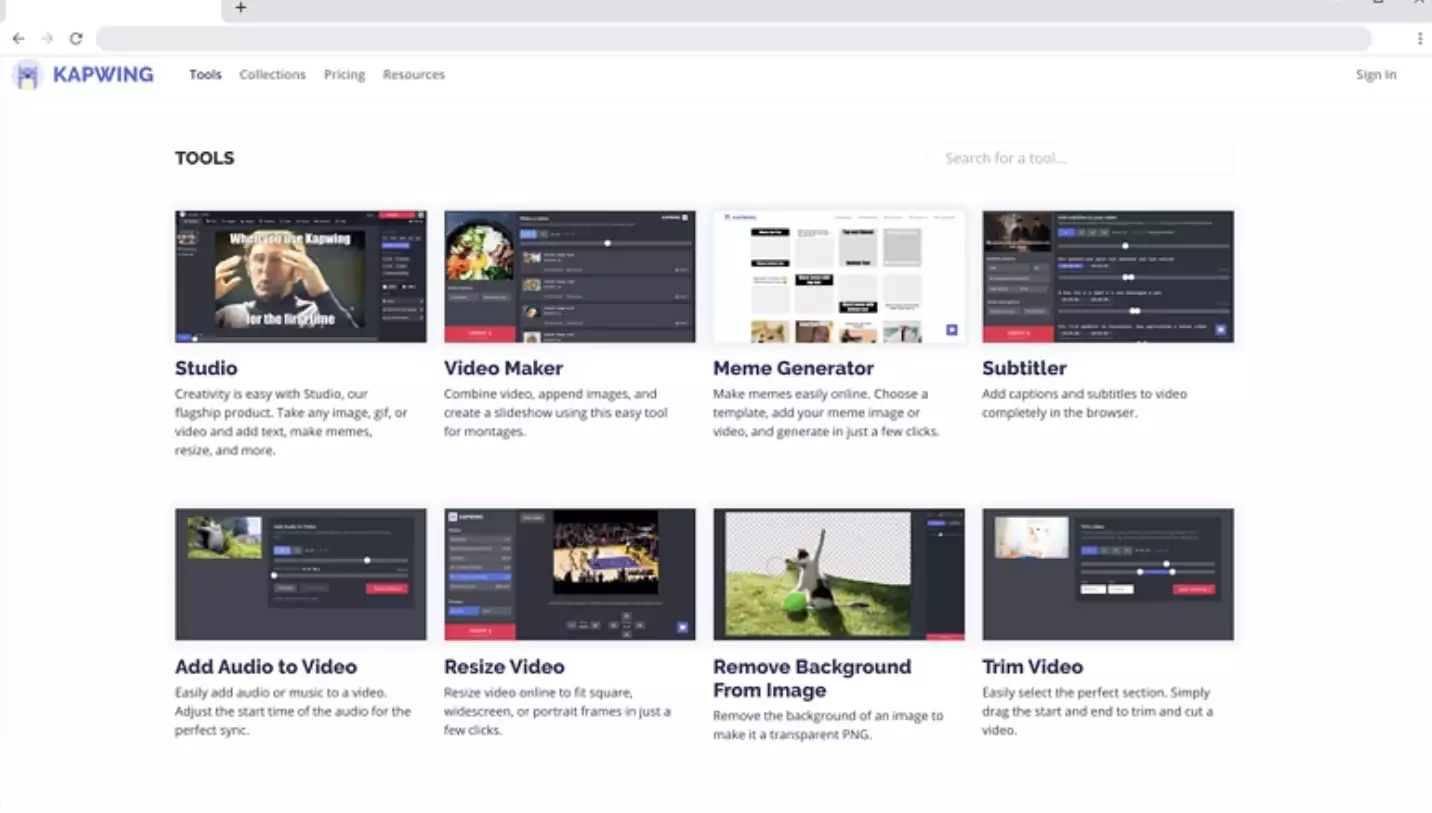 KAPWING
Tools
Collections
Pricing
Resources
Sign In
TOOLS
Search for a tool...
When you use Kapwing
for the first time
KAPWING
Studio
Creativity is easy with Studio, our
flagship product. Take any image, gif, or
video and add text, make memes,
resize, and more.
Video Maker
Combine video, append images, and
create a slideshow using this easy tool
for montages.
Meme Generator
Make memes easily online. Choose a
template, add your meme image or
video, and generate in just a few clicks.
Subtitler
Add captions and subtitles to video
completely in the browser.
Add Audio to Video
KAPWING
Trim video
Add Audio to Video
Easily add audio or music to a video.
Adjust the start time of the audio for the
perfect sync.
Resize Video
Resize video online to fit square,
widescreen, or portrait frames in just a
few clicks.
Remove Background
From Image
Remove the background of an image to
make it a transparent PNG.
Trim Video
Easily select the perfect section. Simply
drag the start and end to trim and cut a
video.